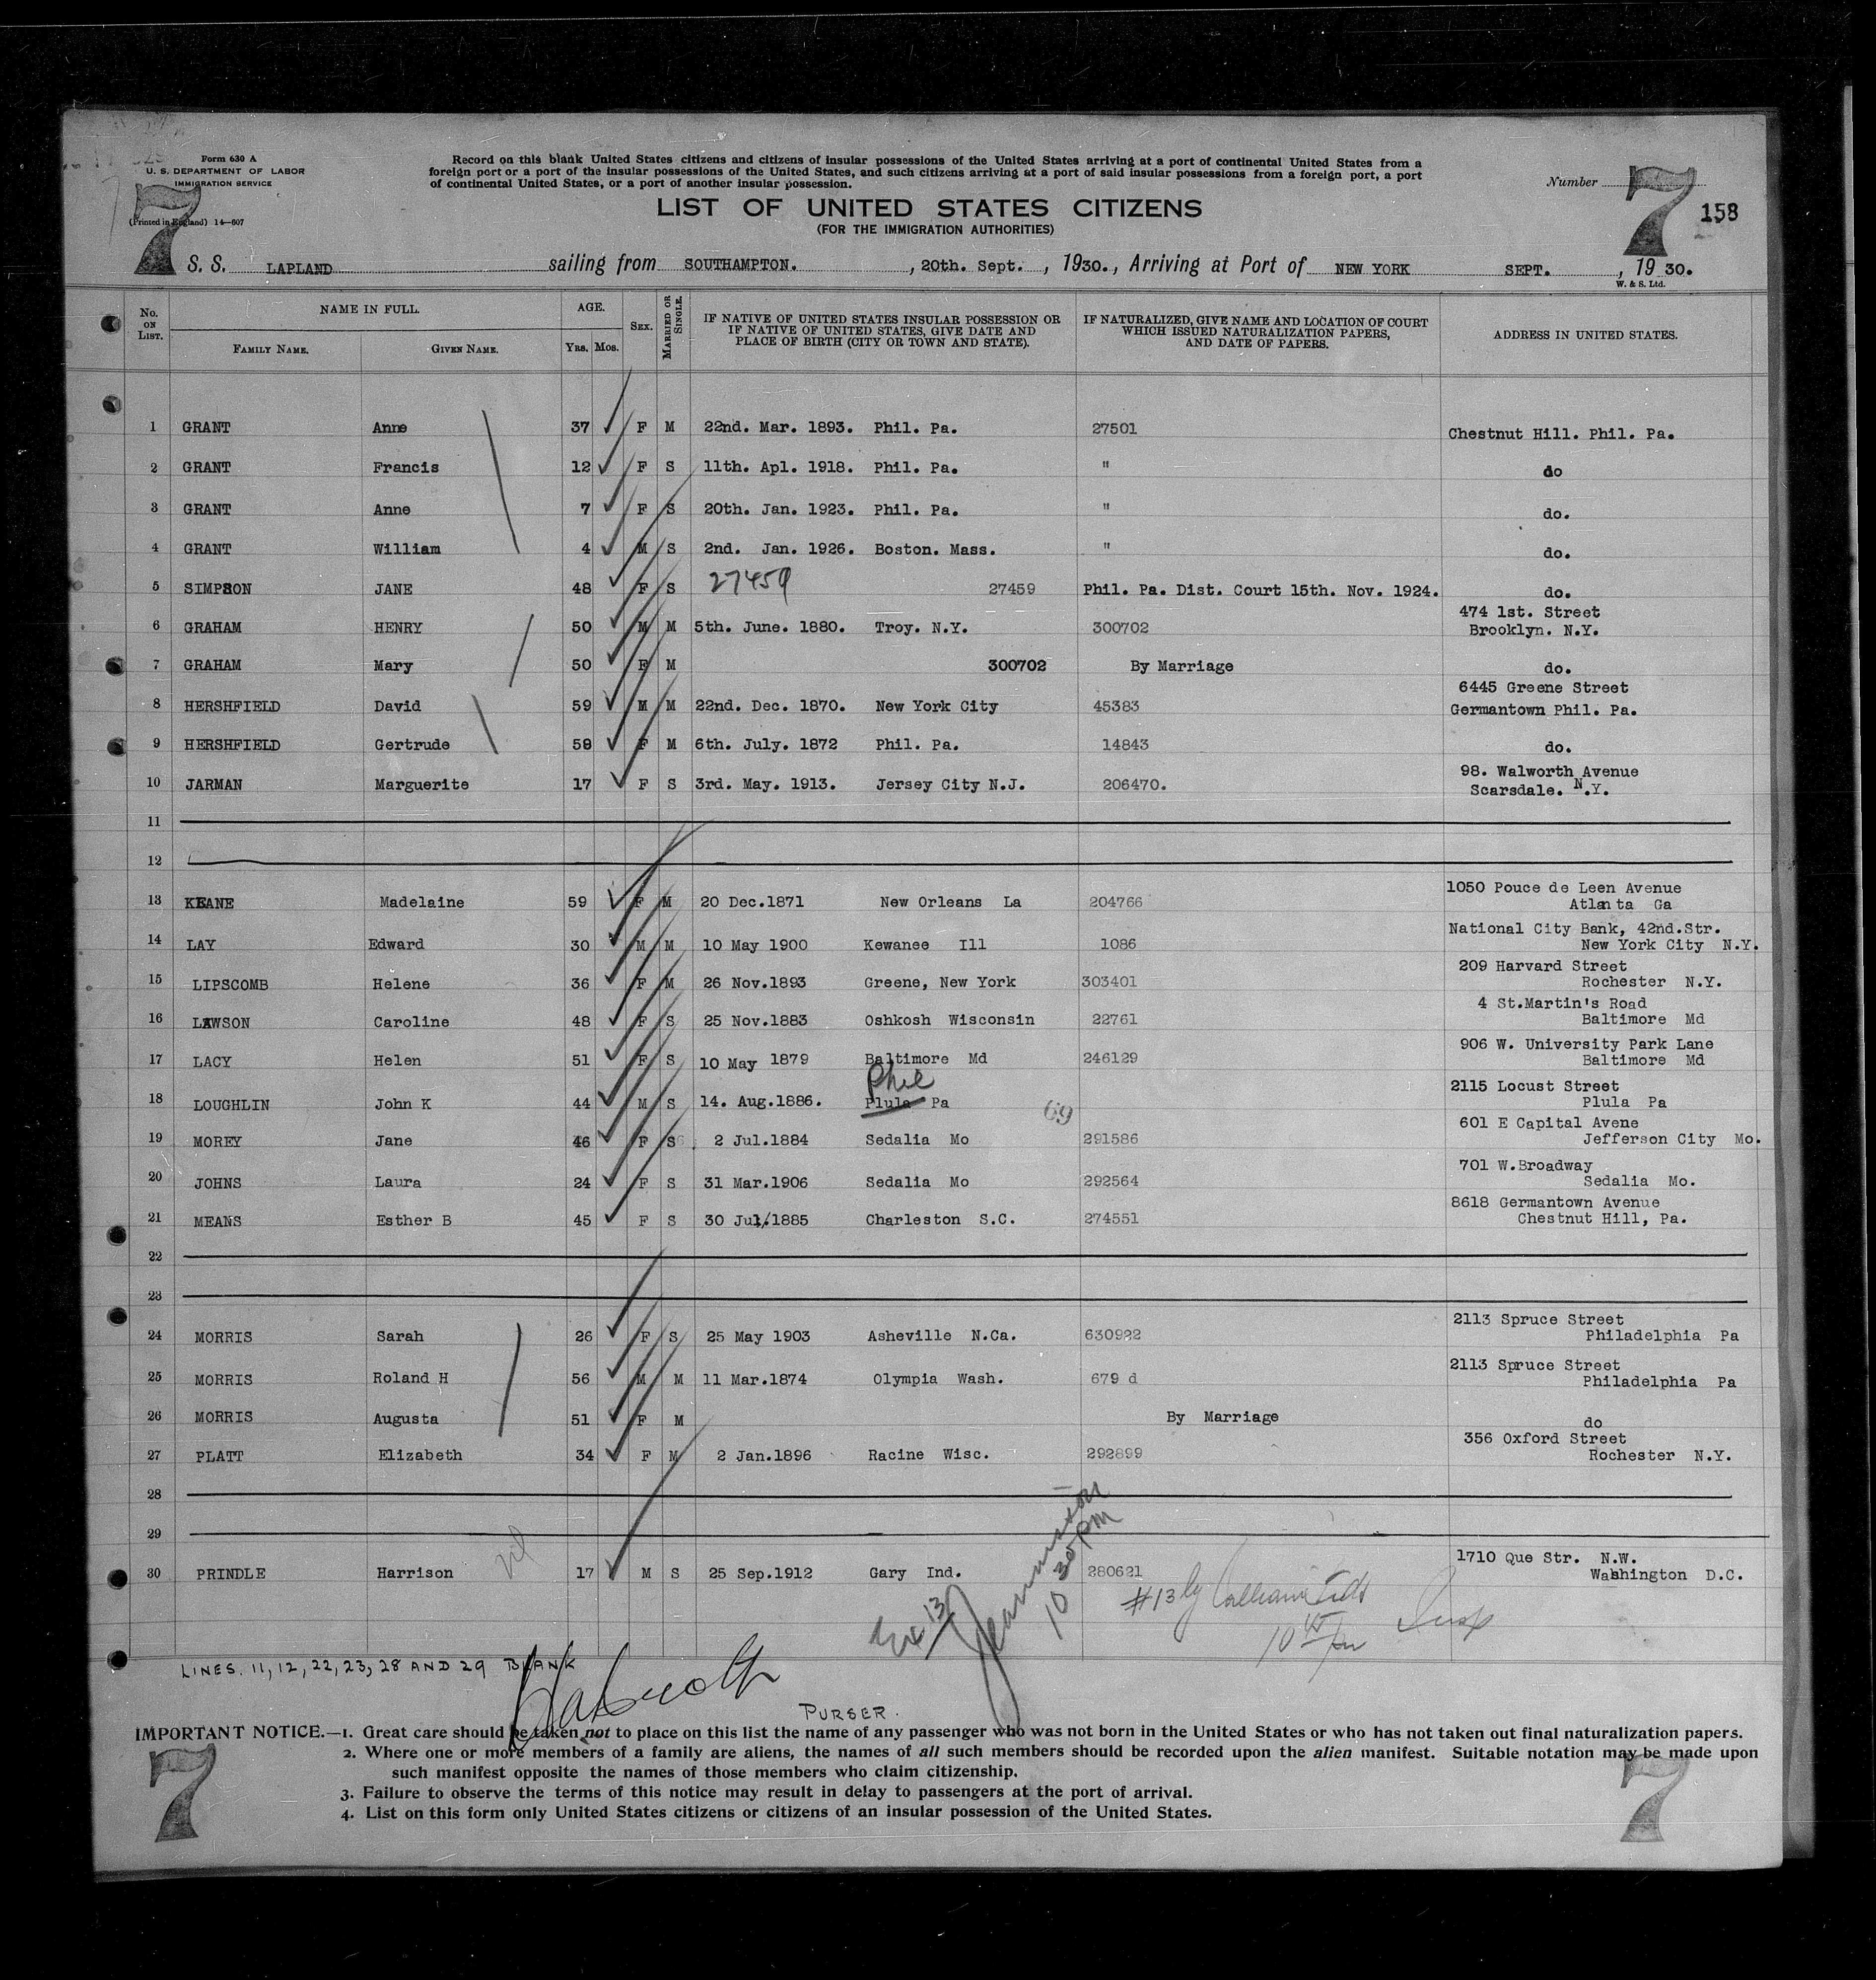 Form 630 A
U. S. DEPARTMENT OF LABOR
IMMIGRATION SERVICE
(Printed in England) 14—607
7
Record on this blank United States citizens and citizens of insular possessions of the United States arriving at a port of continental United States from a
foreign port or a port of the insular possessions of the United States, and such citizens arriving at a port of said insular possessions from a foreign port, a port
of continental United States, or a port of another insular possession.
Number 7 158
LIST OF UNITED STATES CITIZENS
(FOR THE IMMIGRATION AUTHORITIES)
S. S. LAPLAND sailing from SOUTHAMPTON. , 20th. Sept. , 1930., Arriving at Port of NEW YORK SEPT. , 19 30.
W. & S. Ltd.
No. ON LIST. NAME IN FULL. FAMILY NAME. GIVEN NAME. AGE. YRS. MOS. SEX. MARRIED OR SINGLE. IF NATIVE OF UNITED STATES INSULAR POSSESSION OR IF NATIVE OF UNITED STATES, GIVE DATE AND PLACE OF BIRTH (CITY OR TOWN AND STATE). IF NATURALIZED, GIVE NAME AND LOCATION OF COURT WHICH ISSUED NATURALIZATION PAPERS, AND DATE OF PAPERS. ADDRESS IN UNITED STATES.
1 GRANT Anne 37 F M 22nd. Mar. 1893. Phil. Pa. 27501 Chestnut Hill. Phil. Pa.
2 GRANT Francis 12 F S 11th. Apl. 1918. Phil. Pa. " do
3 GRANT Anne 7 F S 20th. Jan. 1923. Phil. Pa. " do.
4 GRANT William 4 M S 2nd. Jan. 1926. Boston. Mass. " do.
5 SIMPSON JANE 48 F S 27459 27459 Phil. Pa. Dist. Court 15th. Nov. 1924. do.
6 GRAHAM HENRY 50 M M 5th. June. 1880. Troy. N.Y. 300702 474 1st. Street Brooklyn. N.Y.
7 GRAHAM Mary 50 F M 300702 By Marriage do.
8 HERSHFIELD David 59 M M 22nd. Dec. 1870. New York City 45383 6445 Greene Street Germantown Phil. Pa.
9 HERSHFIELD Gertrude 58 F M 6th. July. 1872 Phil. Pa. 14843 do.
10 JARMAN Marguerite 17 F S 3rd. May. 1913. Jersey City N.J. 206470. 98. Walworth Avenue Scarsdale. N.Y.
11
12
13 KEANE Madelaine 59 F M 20 Dec.1871 New Orleans La 204766 1050 Pouce de Leen Avenue Atlanta Ga
14 LAY Edward 30 M M 10 May 1900 Kewanee Ill 1086 National City Bank, 42nd.Str. New York City N.Y.
15 LIPSCOMB Helene 36 F M 26 Nov.1893 Greene, New York 303401 209 Harvard Street Rochester N.Y.
16 LAWSON Caroline 48 F S 25 Nov.1883 Oshkosh Wisconsin 22761 4 St.Martin's Road Baltimore Md
17 LACY Helen 51 F S 10 May 1879 Baltimore Md 246129 906 W. University Park Lane Baltimore Md
18 LOUGHLIN John K 44 M S 14. Aug.1886. Phil Plula Pa 69 2115 Locust Street Plula Pa
19 MOREY Jane 46 F S 2 Jul.1884 Sedalia Mo 291586 601 E Capital Avene Jefferson City Mo.
20 JOHNS Laura 24 F S 31 Mar.1906 Sedalia Mo 292564 701 W.Broadway Sedalia Mo.
21 MEANS Esther B 45 F S 30 Jul/1885 Charleston S.C. 274551 8618 Germantown Avenue Chestnut Hill, Pa.
22
23
24 MORRIS Sarah 26 F S 25 May 1903 Asheville N.Ca. 630922 2113 Spruce Street Philadelphia Pa
25 MORRIS Roland H 56 M M 11 Mar.1874 Olympia Wash. 679 d 2113 Spruce Street Philadelphia Pa
26 MORRIS Augusta 51 F M By Marriage do
27 PLATT Elizabeth 34 F M 2 Jan.1896 Racine Wisc. 292899 356 Oxford Street Rochester N.Y.
28
29
30 PRINDLE Harrison 17 M S 25 Sep.1912 Gary Ind. 280621 1710 Que Str. N.W. Washington D.C.
10 30 pm
#13 by
Insp
LINES. 11, 12, 22, 23, 28 AND 29 BLANK
PURSER.
IMPORTANT NOTICE.—1. Great care should be taken not to place on this list the name of any passenger who was not born in the United States or who has not taken out final naturalization papers.
2. Where one or more members of a family are aliens, the names of all such members should be recorded upon the alien manifest. Suitable notation may be made upon
such manifest opposite the names of those members who claim citizenship.
3. Failure to observe the terms of this notice may result in delay to passengers at the port of arrival.
4. List on this form only United States citizens or citizens of an insular possession of the United States.
7 7